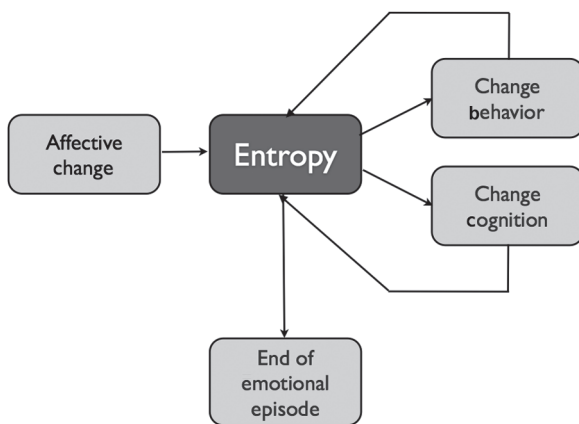 Affective
change
Entropy
Change
behavior
Change
cognition
End of
emotional
episode